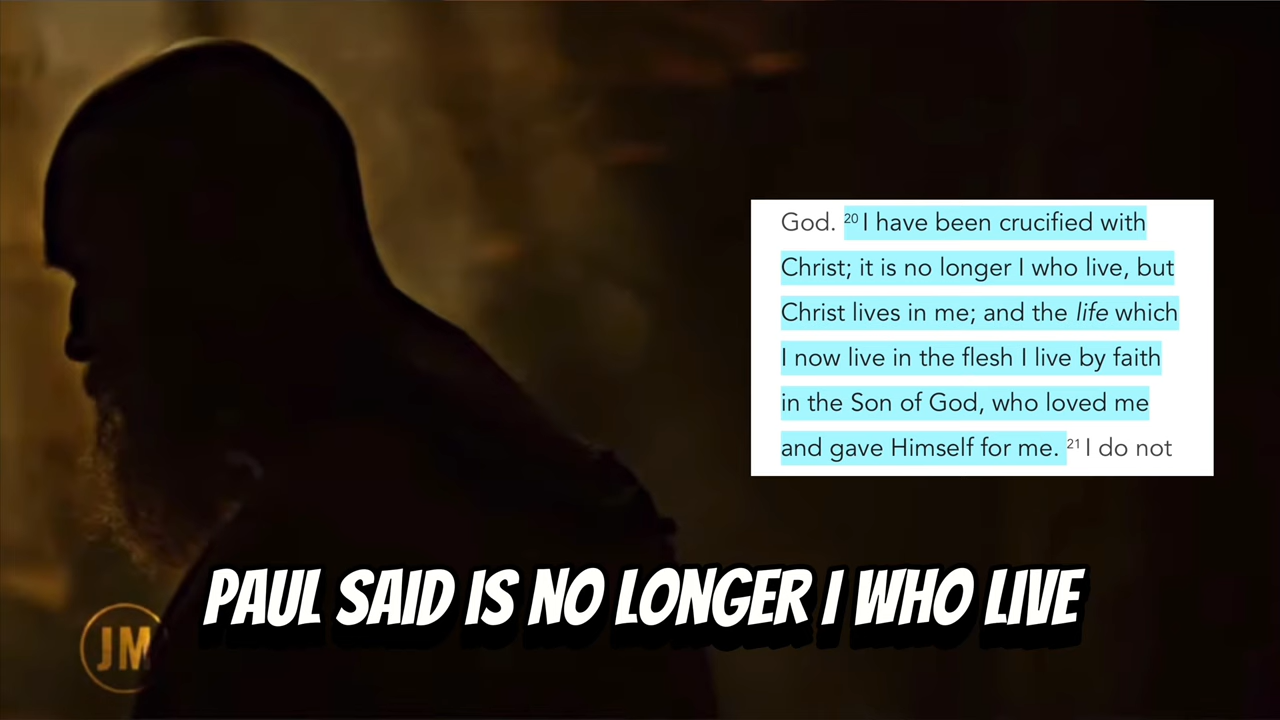 God. 20 I have been crucified with
Christ; it is no longer I who live, but
Christ lives in me; and the life which
I now live in the flesh I live by faith
in the Son of God, who loved me
and gave Himself for me. 21 I do not
PAUL SAID IS NO LONGER I WHO LIVE
JM